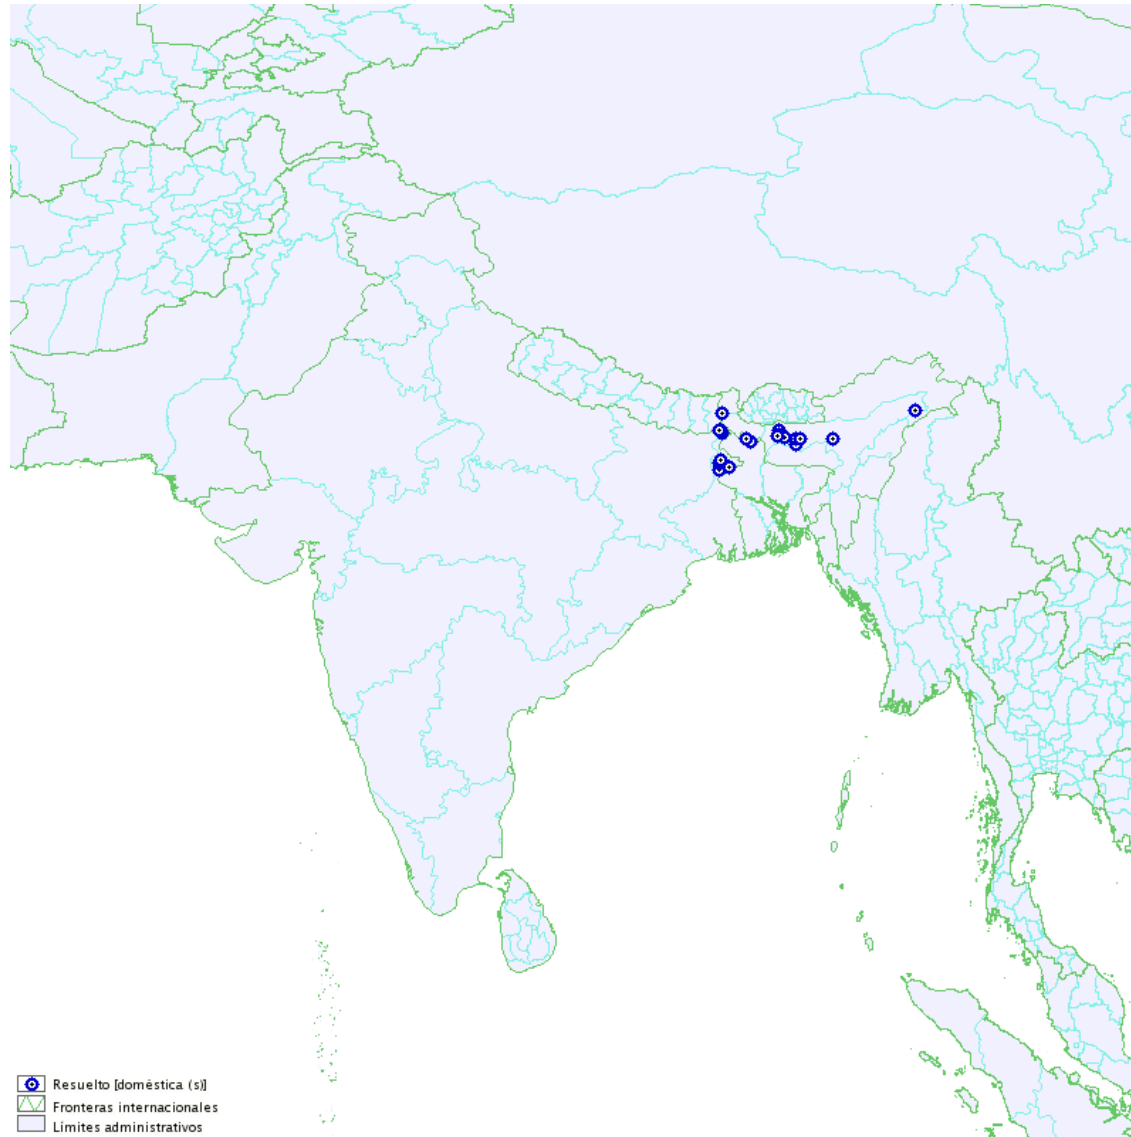 Resuelto [doméstica (s)]
Fronteras internacionales
Límites administrativos